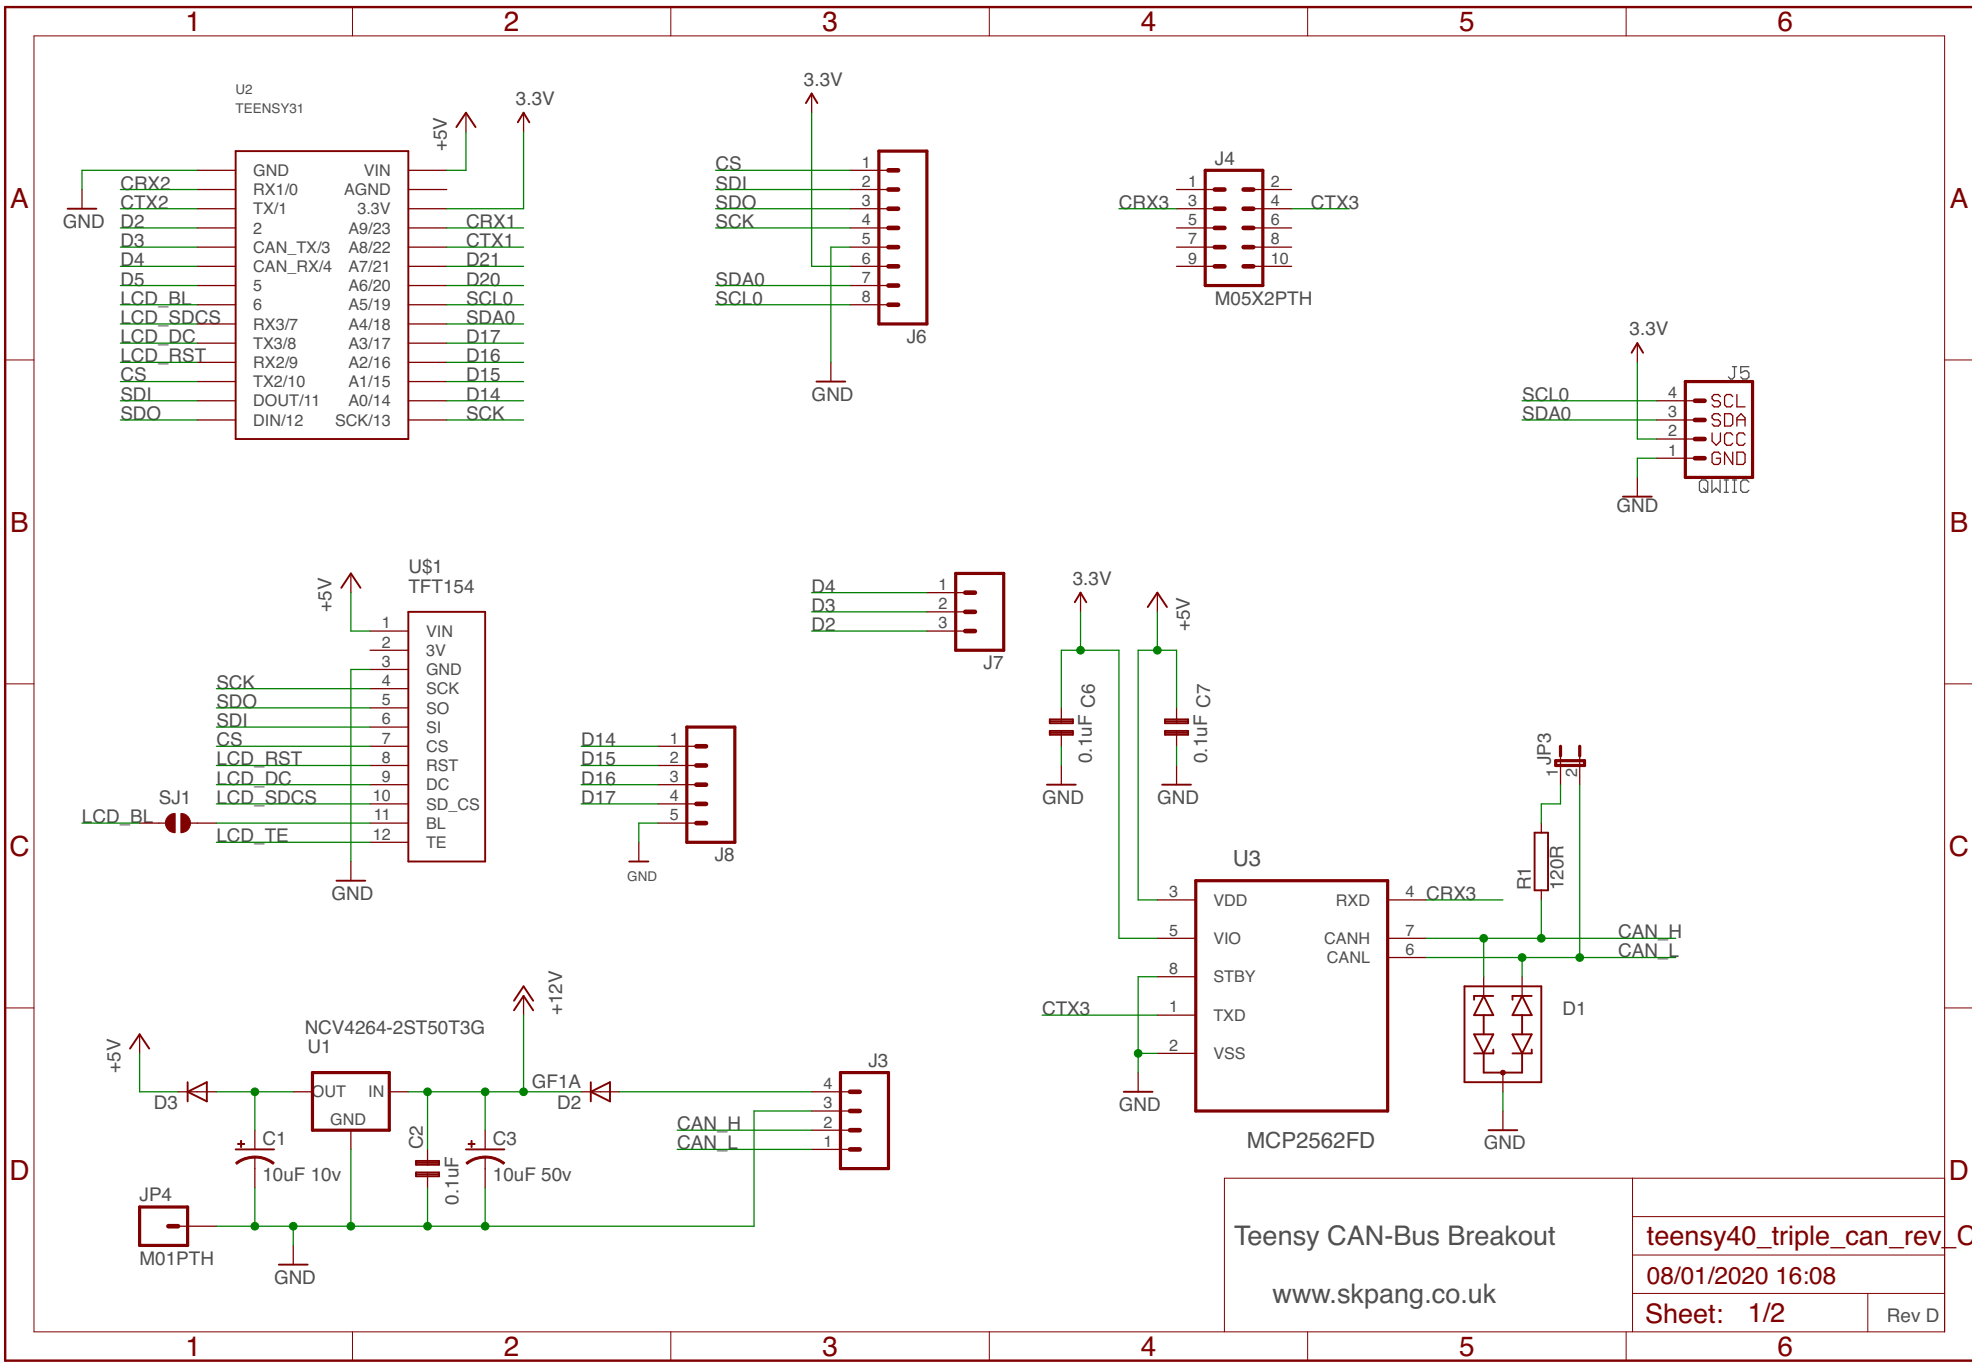 1 2 3 4 5 6
A
B
C
D
U2
TEENSY31
+5V
3.3V
GND
CRX2
CTX2
D2
D3
D4
D5
LCD_BL
LCD_SDCS
LCD_DC
LCD_RST
CS
SDI
SDO
GND VIN
RX1/0 AGND
TX/1 3.3V
2 A9/23
CAN_TX/3 A8/22
CAN_RX/4 A7/21
5 A6/20
6 A5/19
RX3/7 A4/18
TX3/8 A3/17
RX2/9 A2/16
TX2/10 A1/15
DOUT/11 A0/14
DIN/12 SCK/13
CRX1
CTX1
D21
D20
SCL0
SDA0
D17
D16
D15
D14
SCK
3.3V
CS 1
SDI 2
SDO 3
SCK 4
5
6
SDA0 7
SCL0 8
J6
GND
J4
1 2
CRX3 3 4 CTX3
5 6
7 8
9 10
M05X2PTH
3.3V
J5
SCL0 4 SCL
SDA0 3 SDA
2 VCC
1 GND
QWIIC
GND
U$1
TFT154
+5V
1 VIN
2 3V
3 GND
SCK 4 SCK
SDO 5 SO
SDI 6 SI
CS 7 CS
LCD_RST 8 RST
LCD_DC 9 DC
LCD_SDCS 10 SD_CS
SJ1
LCD_BL 11 BL
LCD_TE 12 TE
GND
D14 1
D15 2
D16 3
D17 4
5
J8
GND
D4 1
D3 2
D2 3
J7
3.3V
+5V
C6
0.1uF
C7
0.1uF
GND
GND
JP3
1
2
R1
120R
U3
3 VDD RXD 4 CRX3
5 VIO CANH 7 CAN_H
CANL 6 CAN_L
8 STBY
CTX3 1 TXD
2 VSS
GND
MCP2562FD
D1
GND
+12V
+5V
NCV4264-2ST50T3G
U1
OUT IN
GND
D3
GF1A
D2
J3
4
3
CAN_H 2
CAN_L 1
C1
10uF 10v
C2
0.1uF
C3
10uF 50v
JP4
M01PTH
GND
Teensy CAN-Bus Breakout
www.skpang.co.uk
teensy40_triple_can_rev_C
08/01/2020 16:08
Sheet: 1/2
Rev D
A
B
C
D
1 2 3 4 5 6